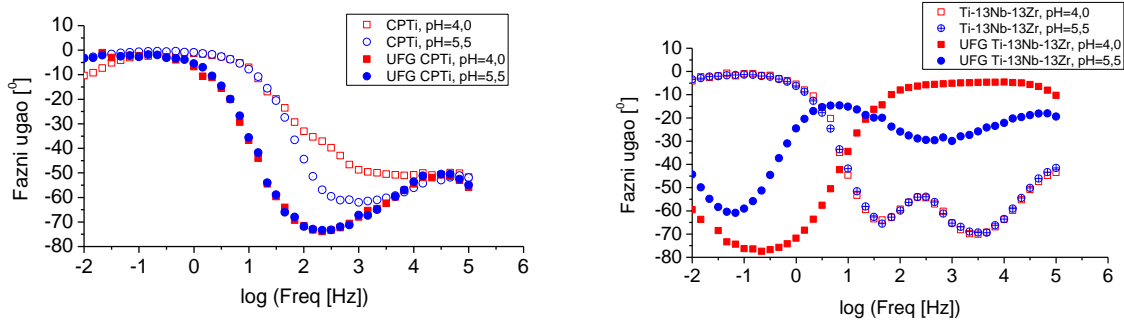 CPTi, pH=4,0
CPTi, pH=5,5
UFG CPTi, pH=4,0
UFG CPTi, pH=5,5
10
0
-10
-20
-30
-40
-50
-60
-70
-80
Fazni ugao [⁰]
-2 -1 0 1 2 3 4 5 6
log (Freq [Hz])
Ti-13Nb-13Zr, pH=4,0
Ti-13Nb-13Zr, pH=5,5
UFG Ti-13Nb-13Zr, pH=4,0
UFG Ti-13Nb-13Zr, pH=5,5
10
0
-10
-20
-30
-40
-50
-60
-70
-80
Fazni ugao [⁰]
-2 -1 0 1 2 3 4 5 6
log (Freq [Hz])